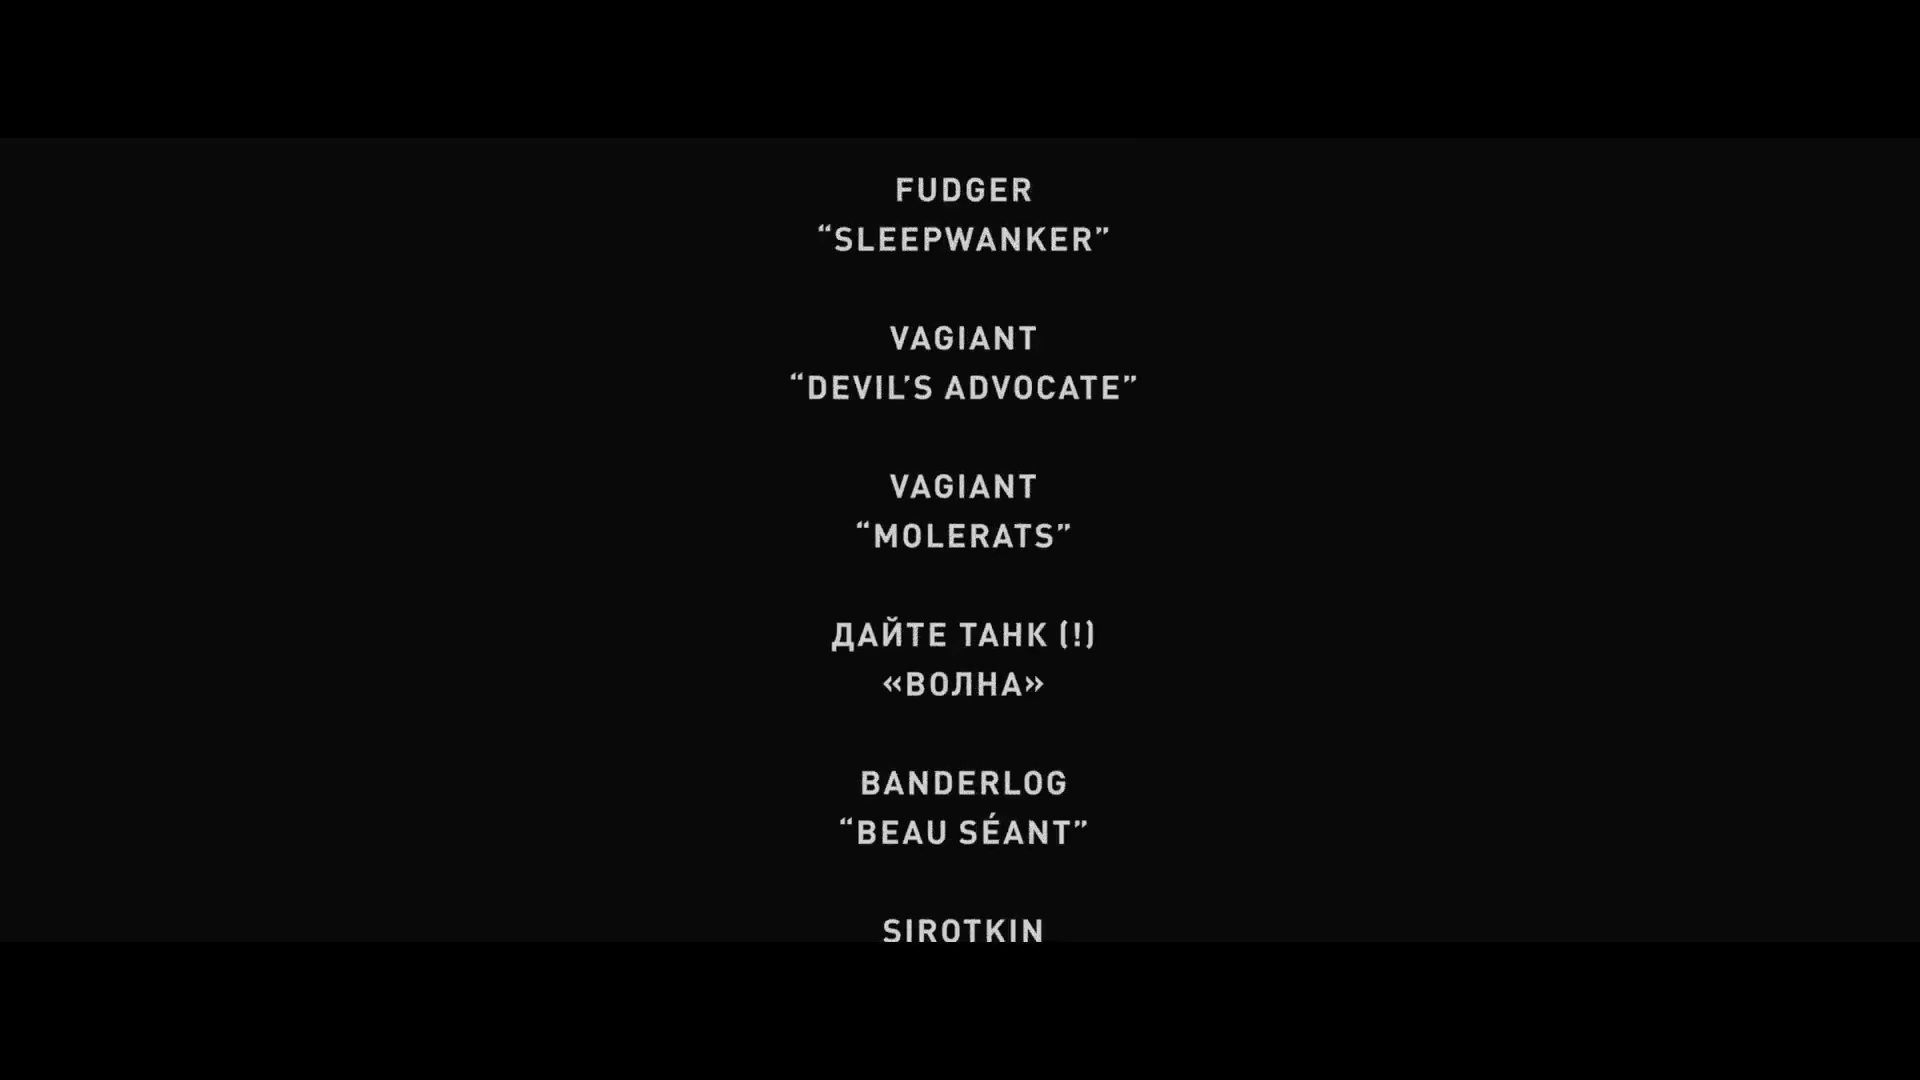 FUDGER
“SLEEPWANKER”
VAGIANT
“DEVIL’S ADVOCATE”
VAGIANT
“MOLERATS”
ДАЙТЕ ТАНК (!)
«ВОЛНА»
BANDERLOG
“BEAU SÉANT”
SIROTKIN